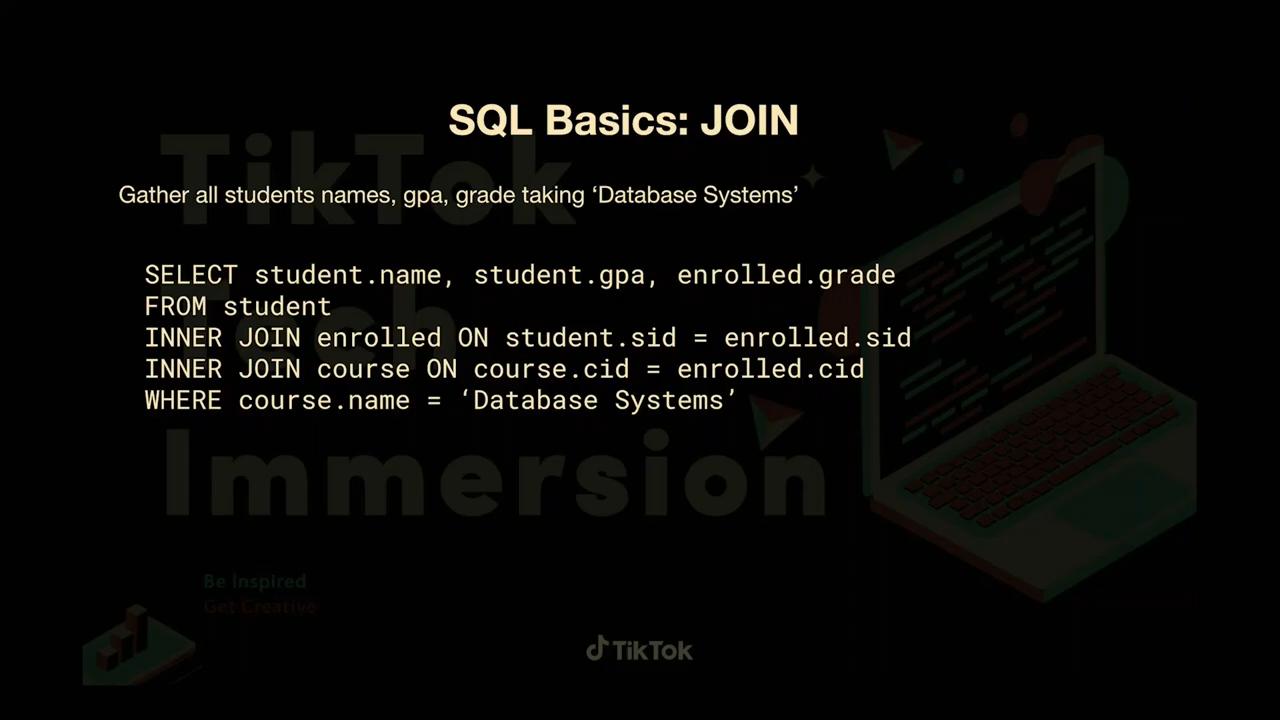 SQL Basics: JOIN
Gather all students names, gpa, grade taking ‘Database Systems’
SELECT student.name, student.gpa, enrolled.grade
FROM student
INNER JOIN enrolled ON student.sid = enrolled.sid
INNER JOIN course ON course.cid = enrolled.cid
WHERE course.name = ‘Database Systems’
TikTok
Tech
Immersion
Be Inspired
Get Creative
TikTok